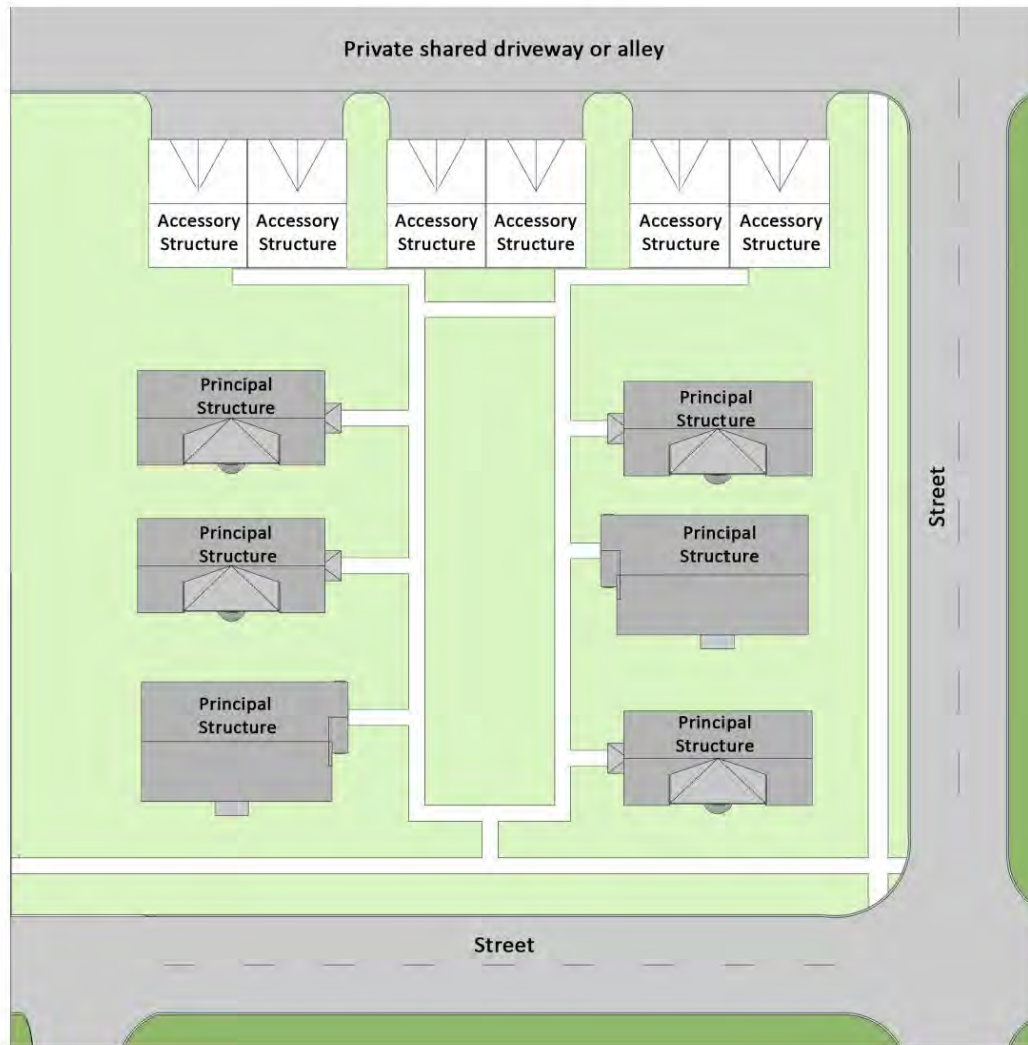 Private shared driveway or alley
Accessory
Structure
Accessory
Structure
Accessory
Structure
Accessory
Structure
Accessory
Structure
Accessory
Structure
Principal
Structure
Principal
Structure
Principal
Structure
Principal
Structure
Principal
Structure
Principal
Structure
Street
Street